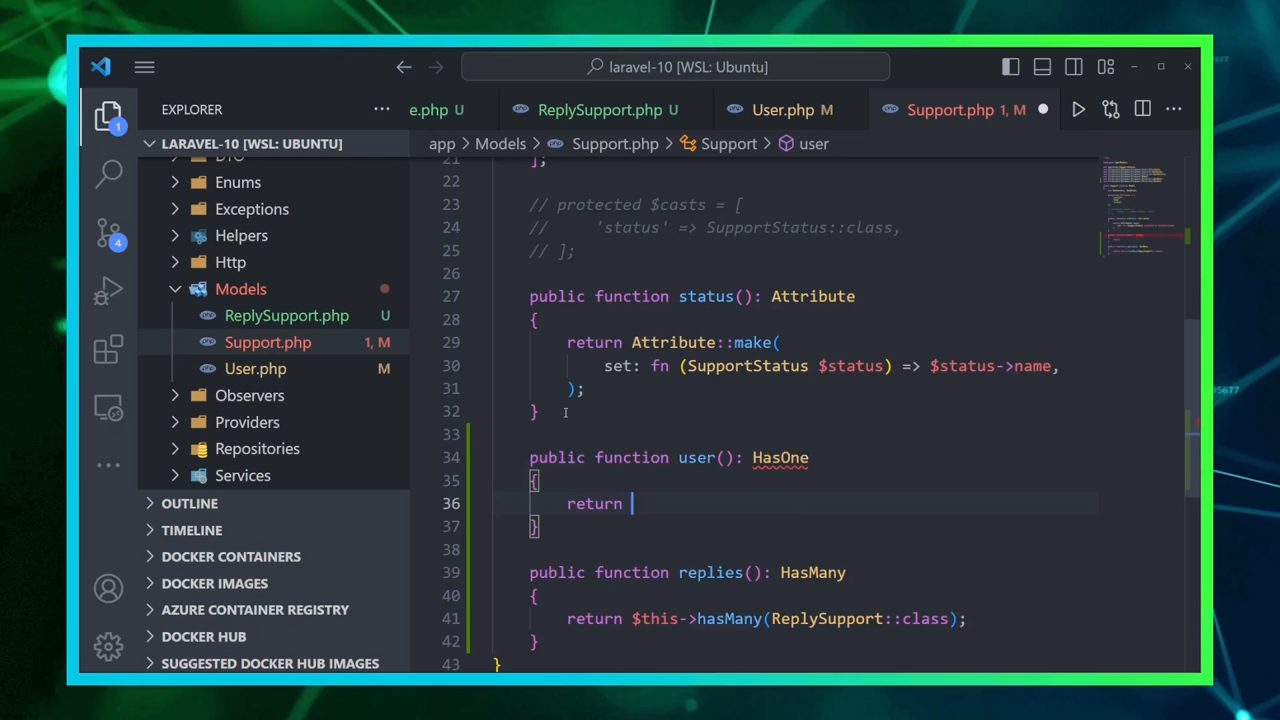 laravel-10 [WSL: Ubuntu]
EXPLORER
e.php U
ReplySupport.php U
User.php M
Support.php 1, M
LARAVEL-10 [WSL: UBUNTU]
app > Models > Support.php > Support > user
DTO
Enums
Exceptions
Helpers
Http
Models
ReplySupport.php U
Support.php 1, M
User.php M
Observers
Providers
Repositories
Services
OUTLINE
TIMELINE
DOCKER CONTAINERS
DOCKER IMAGES
AZURE CONTAINER REGISTRY
DOCKER HUB
SUGGESTED DOCKER HUB IMAGES
1
4
21 ];
22
23 // protected $casts = [
24 //     'status' => SupportStatus::class,
25 // ];
26
27 public function status(): Attribute
28 {
29 return Attribute::make(
30 set: fn (SupportStatus $status) => $status->name,
31 );
32 }
33
34 public function user(): HasOne
35 {
36 return
37 }
38
39 public function replies(): HasMany
40 {
41 return $this->hasMany(ReplySupport::class);
42 }
43 }